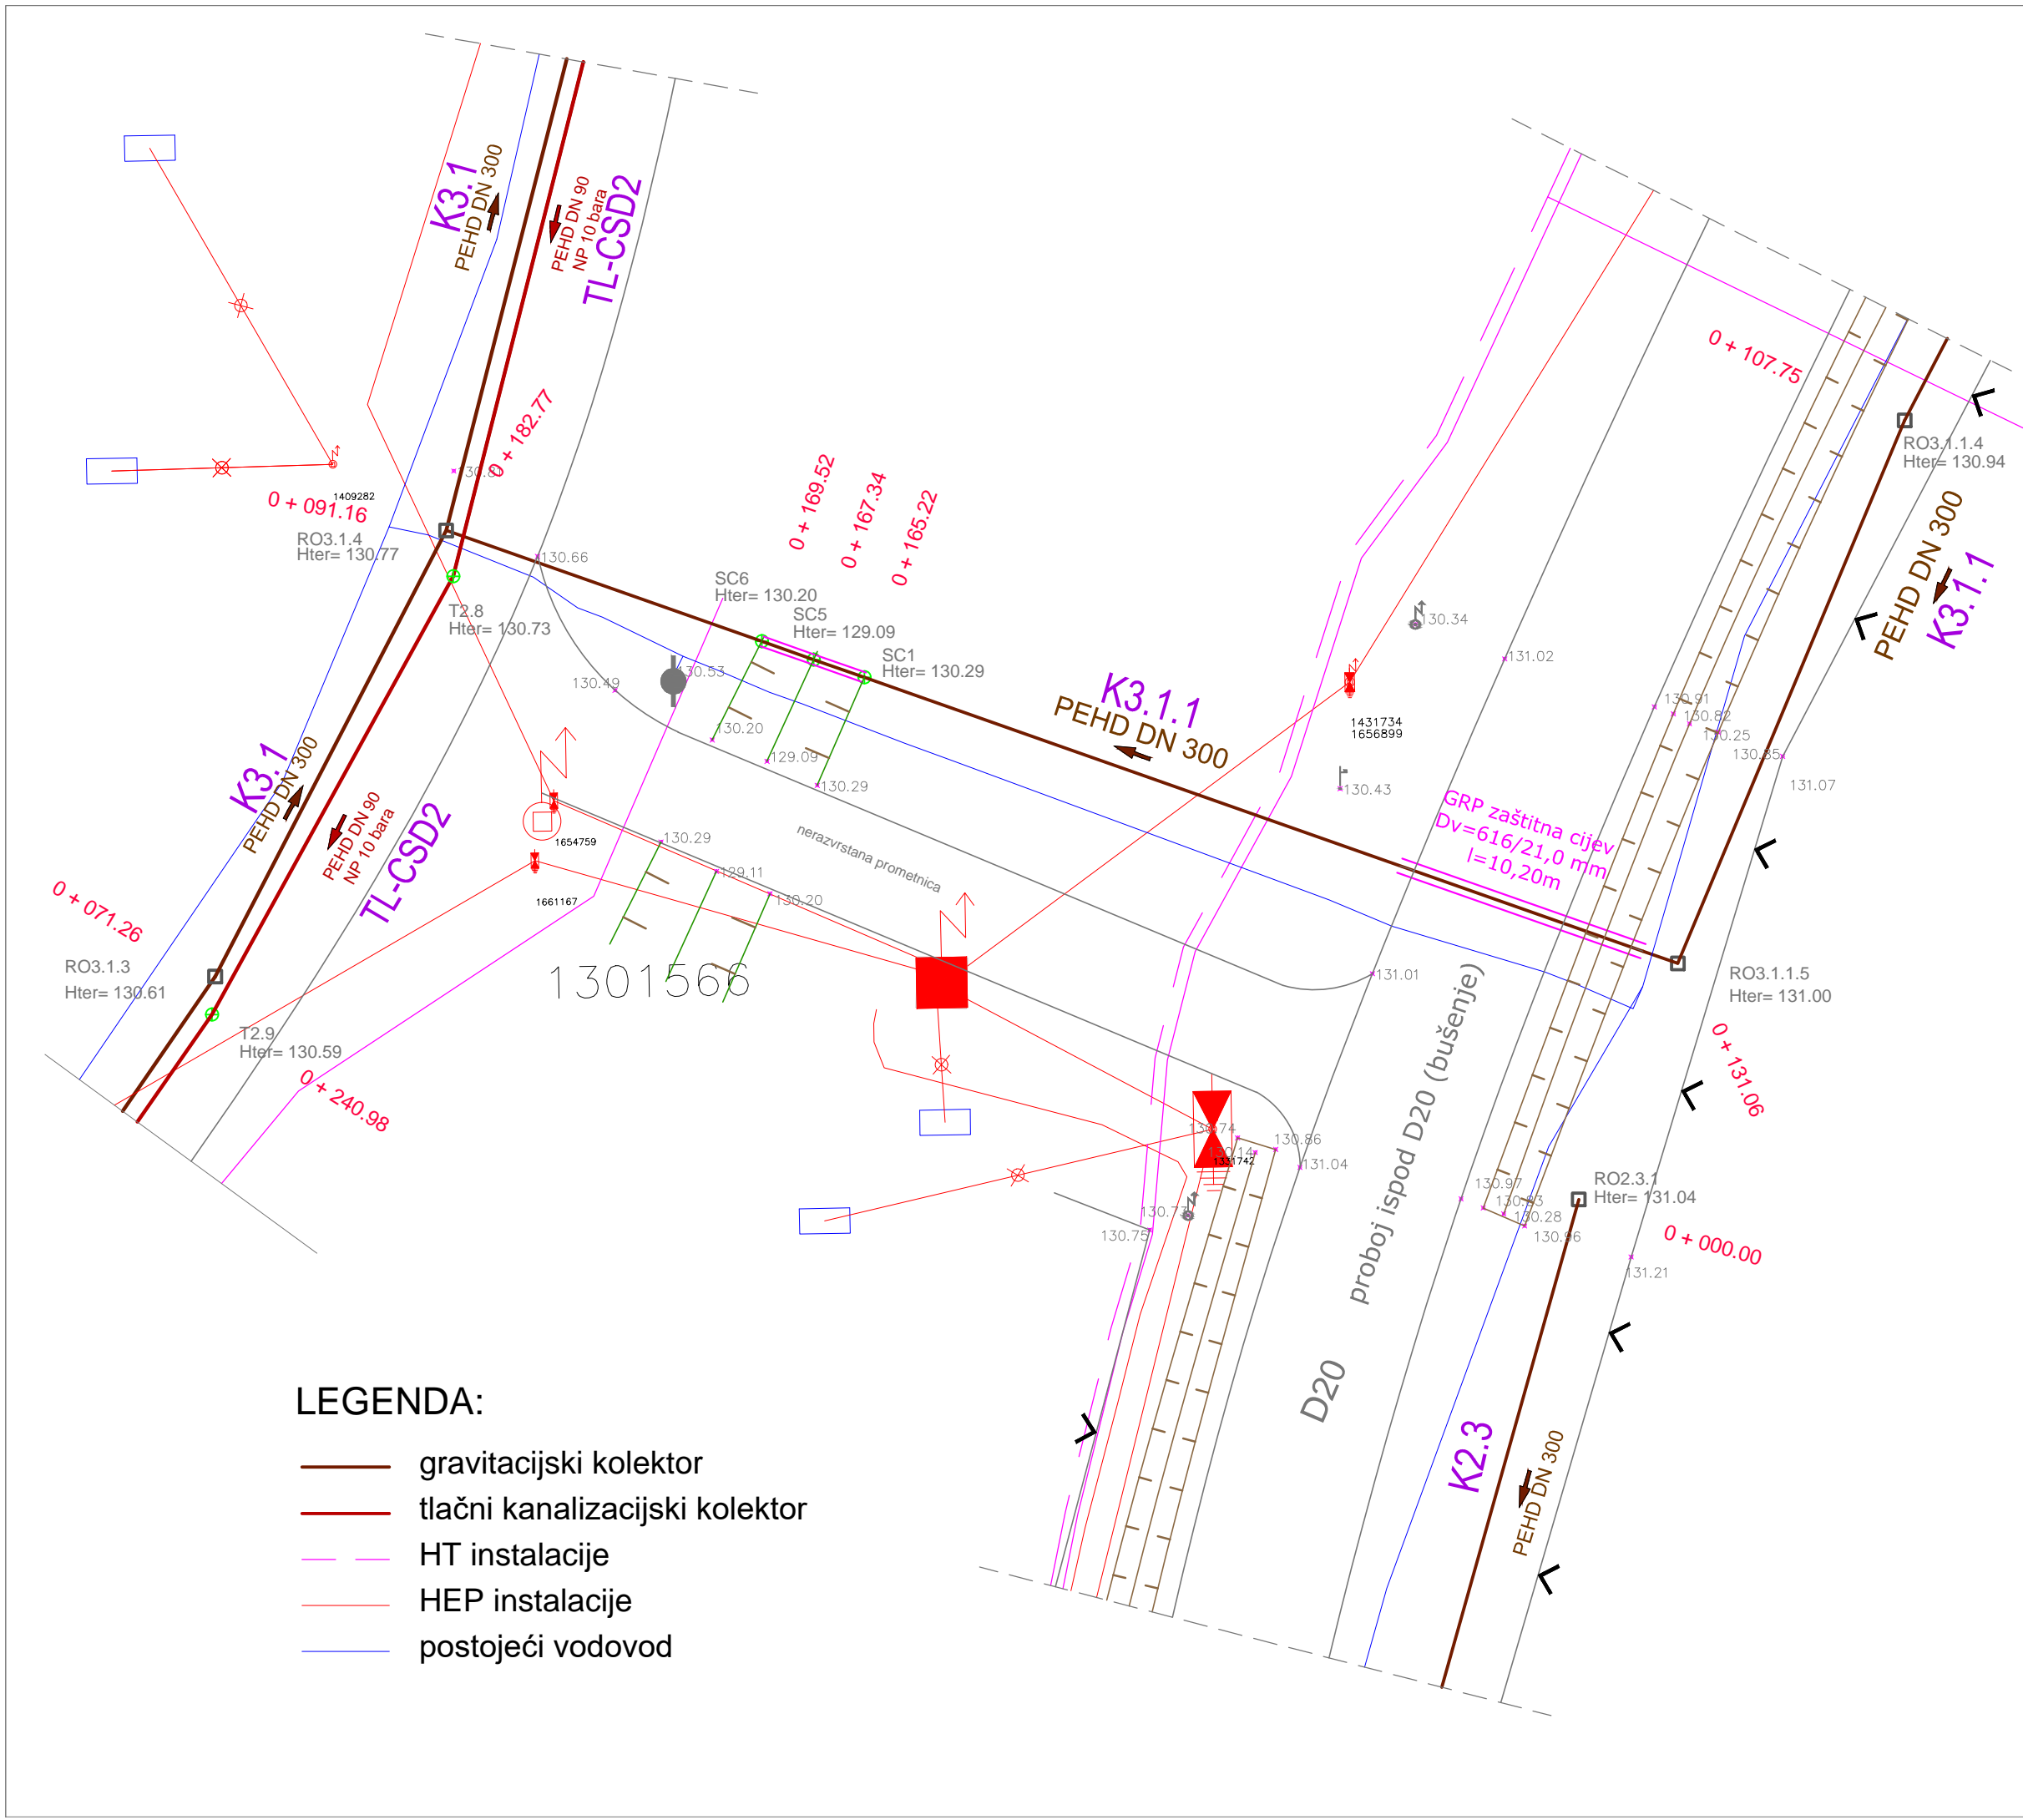 K3.1
PEHD DN 300
PEHD DN 90
NP 10 bara
TL-CSD2
0 + 182.77
0 + 107.75
RO3.1.1.4
Hter= 130.94
0 + 091.16
1409282
RO3.1.4
Hter= 130.77
130.66
0 + 169.52
0 + 167.34
0 + 165.22
SC6
Hter= 130.20
SC5
Hter= 129.09
SC1
Hter= 130.29
T2.8
Hter= 130.73
130.49
130.53
130.20
129.09
130.29
K3.1.1
PEHD DN 300
130.34
131.02
1431734
1656899
130.43
130.91
130.82
130.25
130.85
131.07
PEHD DN 300
K3.1.1
GRP zaštitna cijev
Dv=616/21,0 mm
l=10,20m
K3.1
PEHD DN 300
PEHD DN 90
NP 10 bara
TL-CSD2
nerazvrstana prometnica
1654759
130.29
129.11
130.20
1661167
1301566
0 + 071.26
RO3.1.3
Hter= 130.61
T2.9
Hter= 130.59
0 + 240.98
131.01
RO3.1.1.5
Hter= 131.00
0 + 131.06
proboj ispod D20 (bušenje)
D20
130.74
130.14
130.86
1331742
131.04
130.73
130.75
130.97
130.83
130.28
130.96
RO2.3.1
Hter= 131.04
0 + 000.00
131.21
K2.3
PEHD DN 300
LEGENDA:
gravitacijski kolektor
tlačni kanalizacijski kolektor
HT instalacije
HEP instalacije
postojeći vodovod